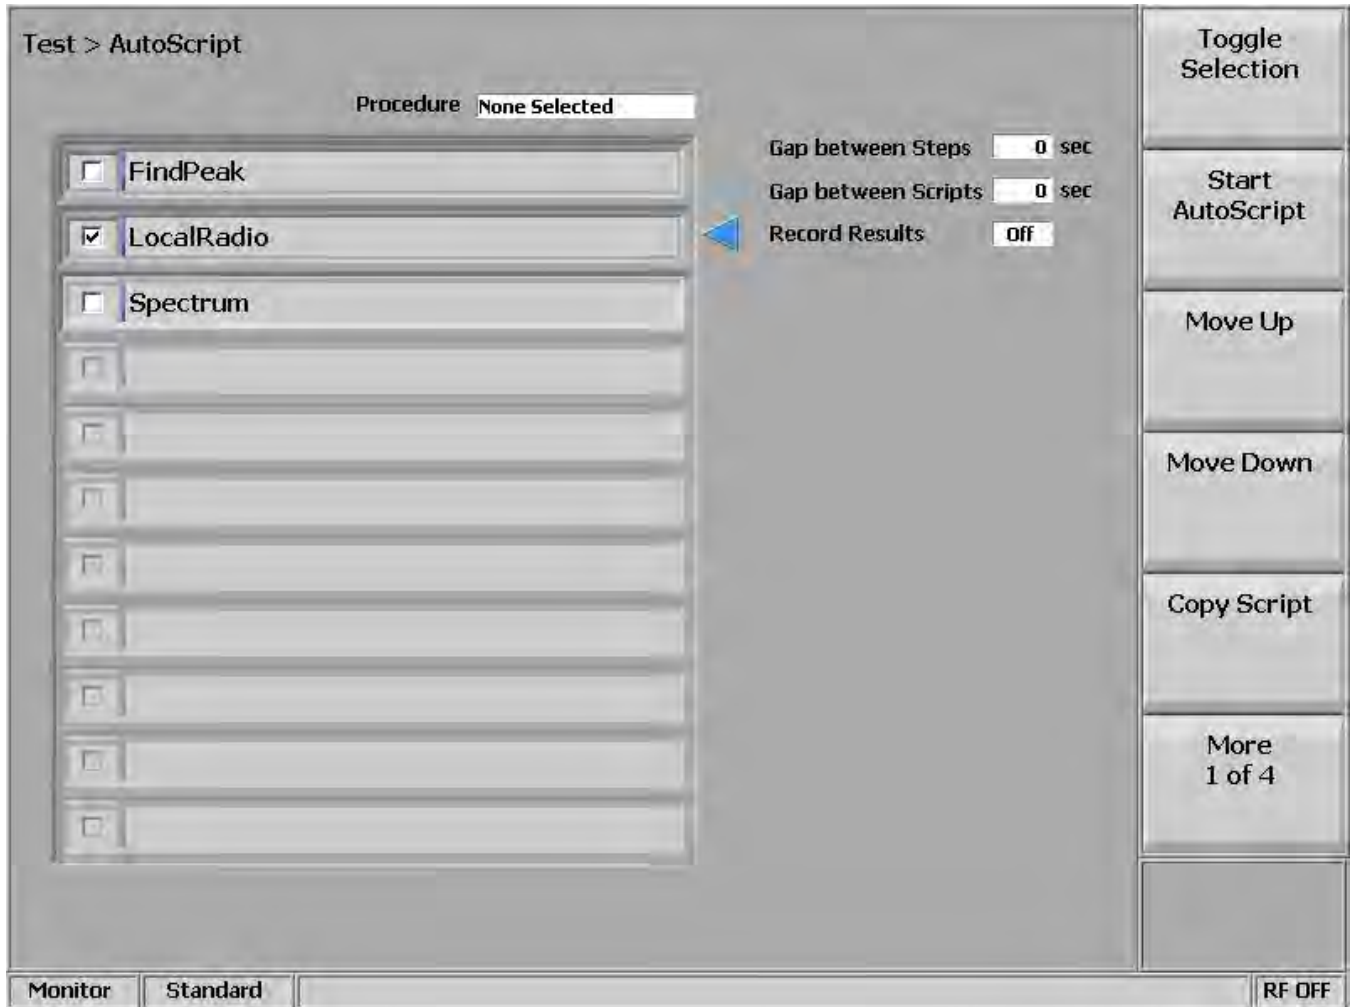 Test > AutoScript
Procedure None Selected
FindPeak
LocalRadio
Spectrum
Gap between Steps 0 sec
Gap between Scripts 0 sec
Record Results Off
Toggle
Selection
Start
AutoScript
Move Up
Move Down
Copy Script
More
1 of 4
Monitor
Standard
RF OFF